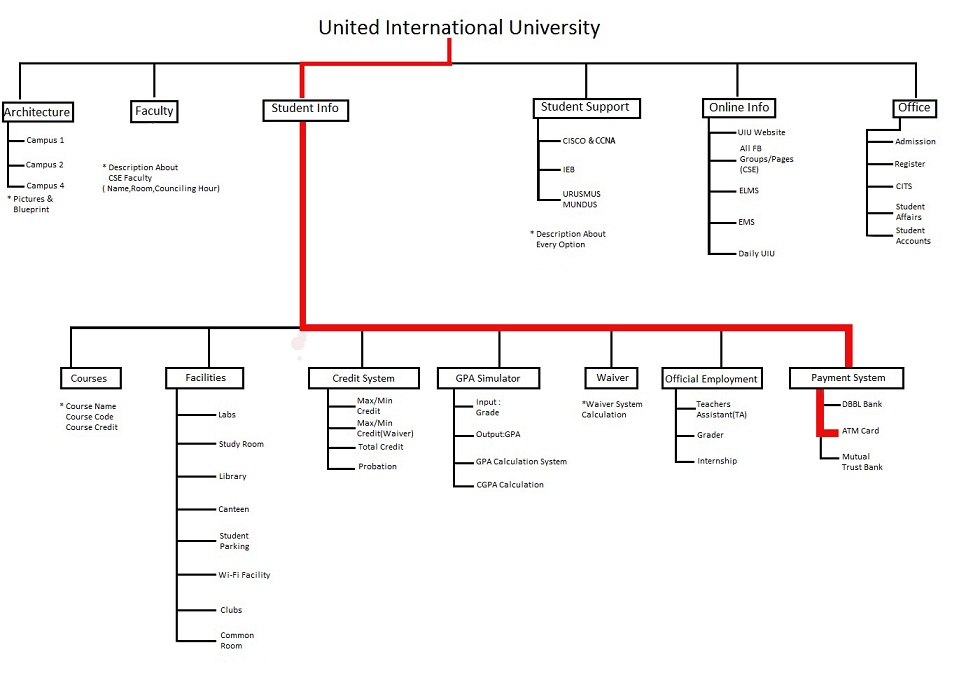 United International University
Architecture
Faculty
Student Info
Student Support
Online Info
Office
Campus 1
Campus 2
Campus 4
* Pictures &
Blueprint
* Description About
CSE Faculty
( Name,Room,Counciling Hour)
CISCO & CCNA
IEB
URUSMUS
MUNDUS
* Description About
Every Option
UIU Website
All FB
Groups/Pages
(CSE)
ELMS
EMS
Daily UIU
Admission
Register
CITS
Student
Affairs
Student
Accounts
Courses
Facilities
Credit System
GPA Simulator
Waiver
Official Employment
Payment System
* Course Name
Course Code
Course Credit
Labs
Study Room
Library
Canteen
Student
Parking
Wi-Fi Facility
Clubs
Common
Room
Max/Min
Credit
Max/Min
Credit(Waiver)
Total Credit
Probation
Input :
Grade
Output:GPA
GPA Calculation System
CGPA Calculation
*Waiver System
Calculation
Teachers
Assistant(TA)
Grader
Internship
DBBL Bank
ATM Card
Mutual
Trust Bank